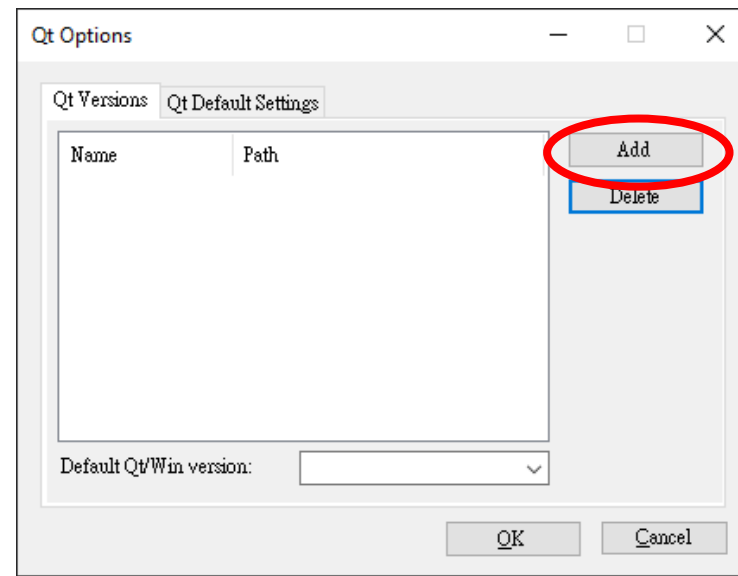 Qt Options
Qt Versions Qt Default Settings
Name Path
Add
Delete
Default Qt/Win version:
OK Cancel